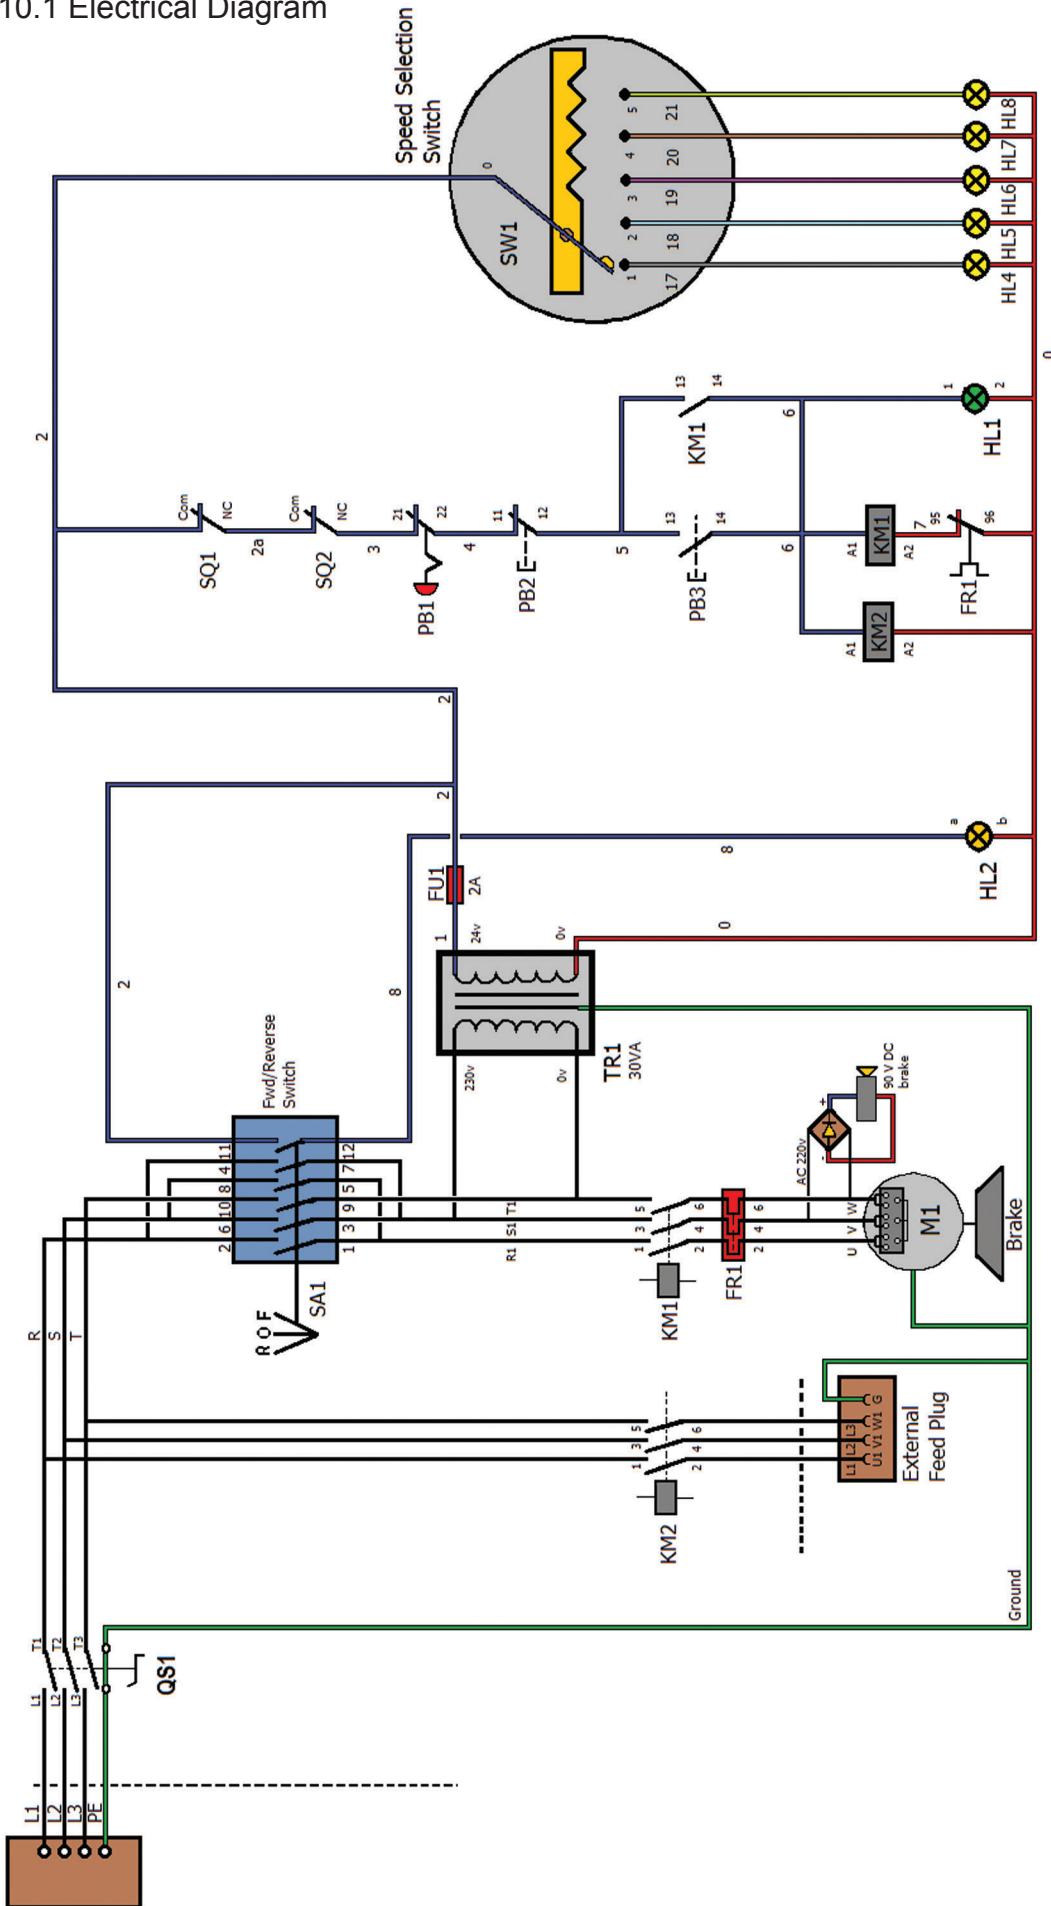 10.1 Electrical Diagram
L1
L2
L3
PE
L1
L2
L3
T1
T2
T3
QS1
Ground
R
S
T
KM2
1
3
5
2
4
6
L1 L2 L3
U1 V1 W1 G
External
Feed Plug
R O F
SA1
Fwd/Reverse
Switch
2
6
10
8
4
11
1
3
9
5
7
12
R1
S1
T1
KM1
1
3
5
2
4
6
FR1
2
4
6
U
V
W
M1
Brake
AC 220v
-
+
90 V DC
brake
2
8
230v
0v
TR1
30VA
24v
0v
1
FU1
2A
2
2
0
8
HL2
a
b
2
SQ1
Com
NC
2a
SQ2
Com
NC
3
PB1
21
22
4
PB2
11
12
5
PB3
13
14
KM1
13
14
6
6
A1
KM2
A2
A1
KM1
A2
7
95
96
FR1
1
2
HL1
0
Speed Selection
Switch
0
SW1
1
2
3
4
5
17
18
19
20
21
HL4
HL5
HL6
HL7
HL8